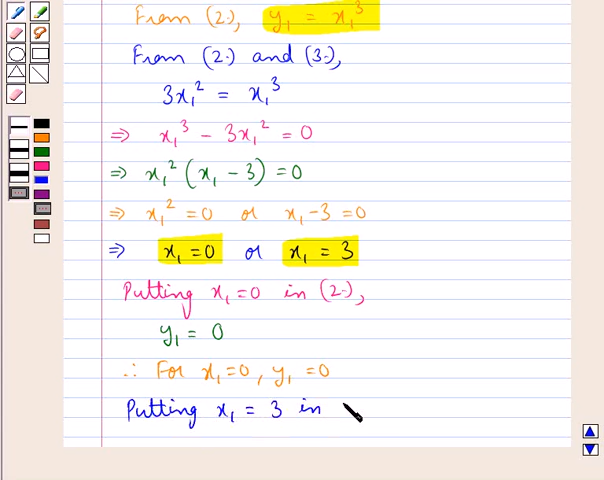 From (2.), y₁ = x₁³
From (2.) and (3.),
3x₁² = x₁³
⇒ x₁³ - 3x₁² = 0
⇒ x₁² (x₁ - 3) = 0
⇒ x₁² = 0 or x₁ - 3 = 0
⇒ x₁ = 0 or x₁ = 3
Putting x₁ = 0 in (2.),
y₁ = 0
∴ For x₁ = 0, y₁ = 0
Putting x₁ = 3 in